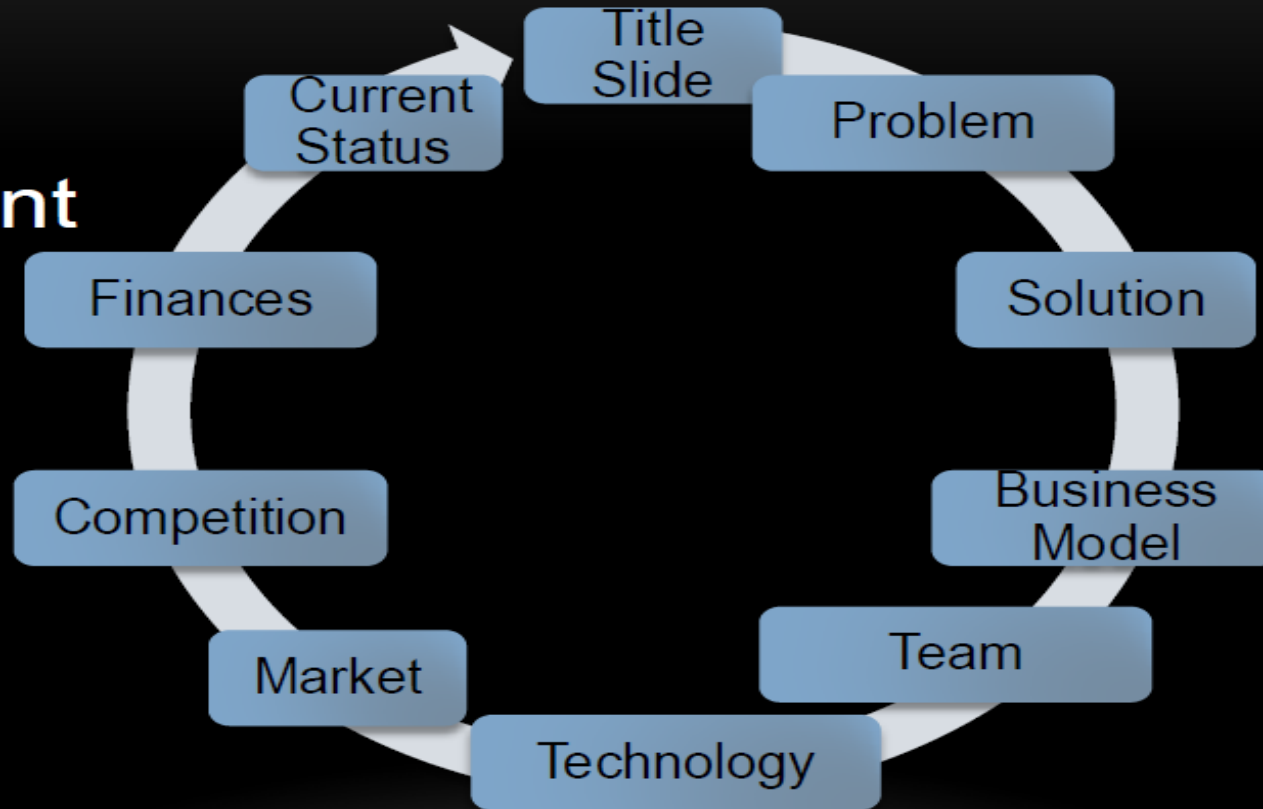 Title
Slide
Problem
Solution
Business
Model
Team
Technology
Market
Competition
Finances
Current
Status
nt